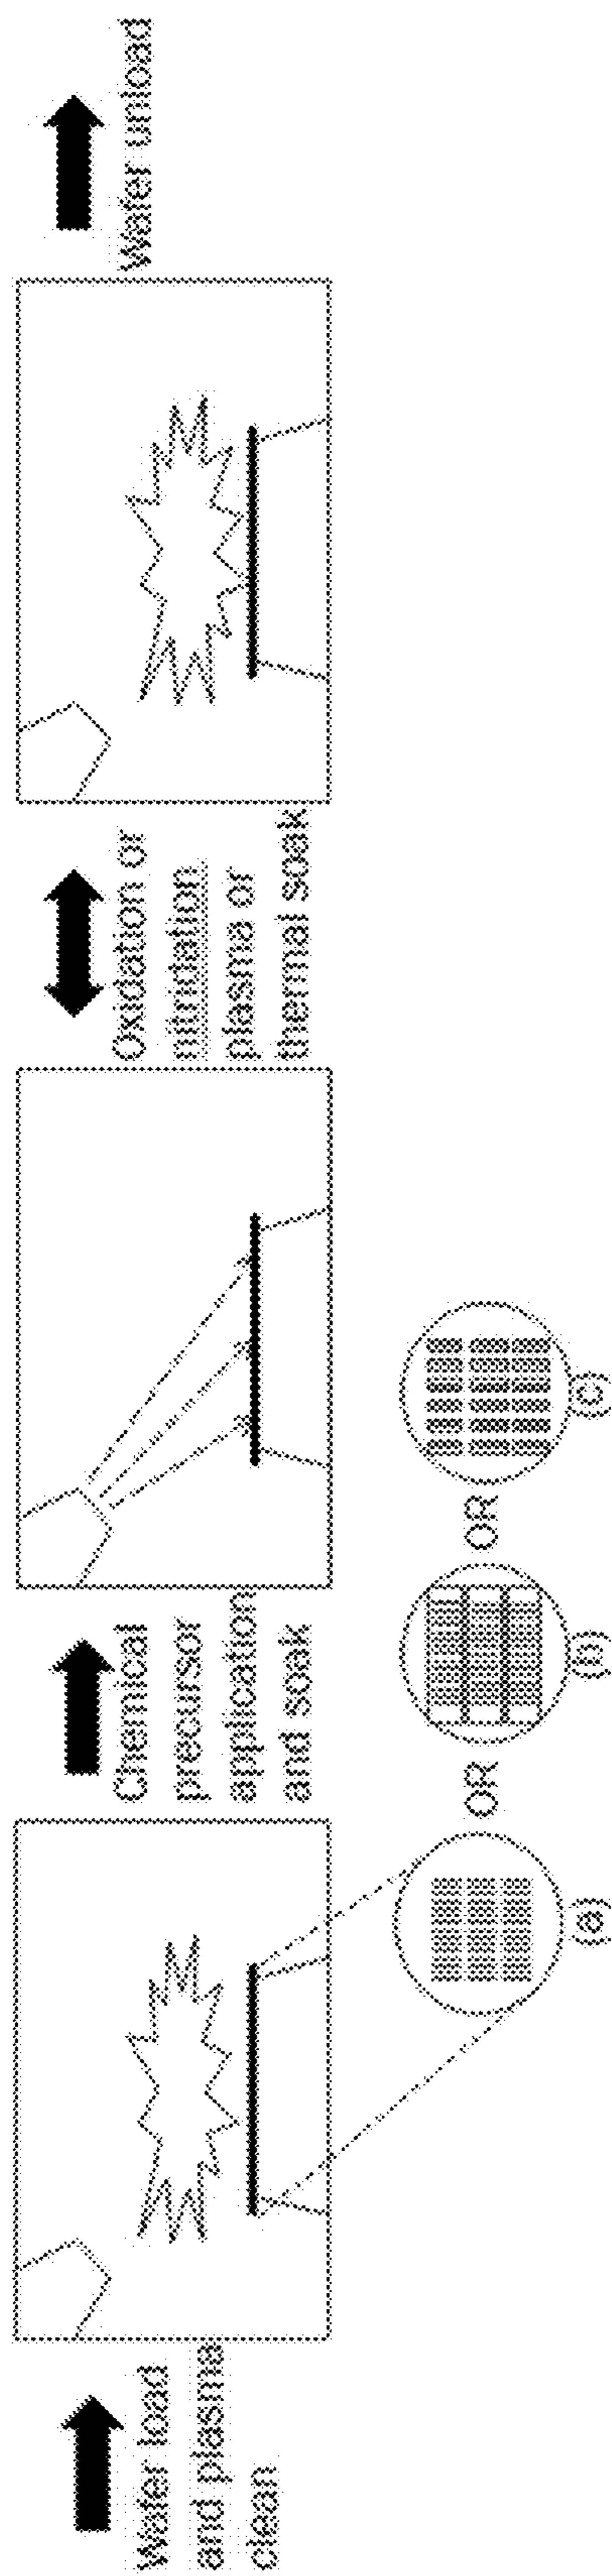 Wafer load
and plasma
clean
Chemical
precursor
application
and soak
Oxidation or
nitridation
plasma or
thermal soak
Wafer unload
(a)
OR
(b)
OR
(c)